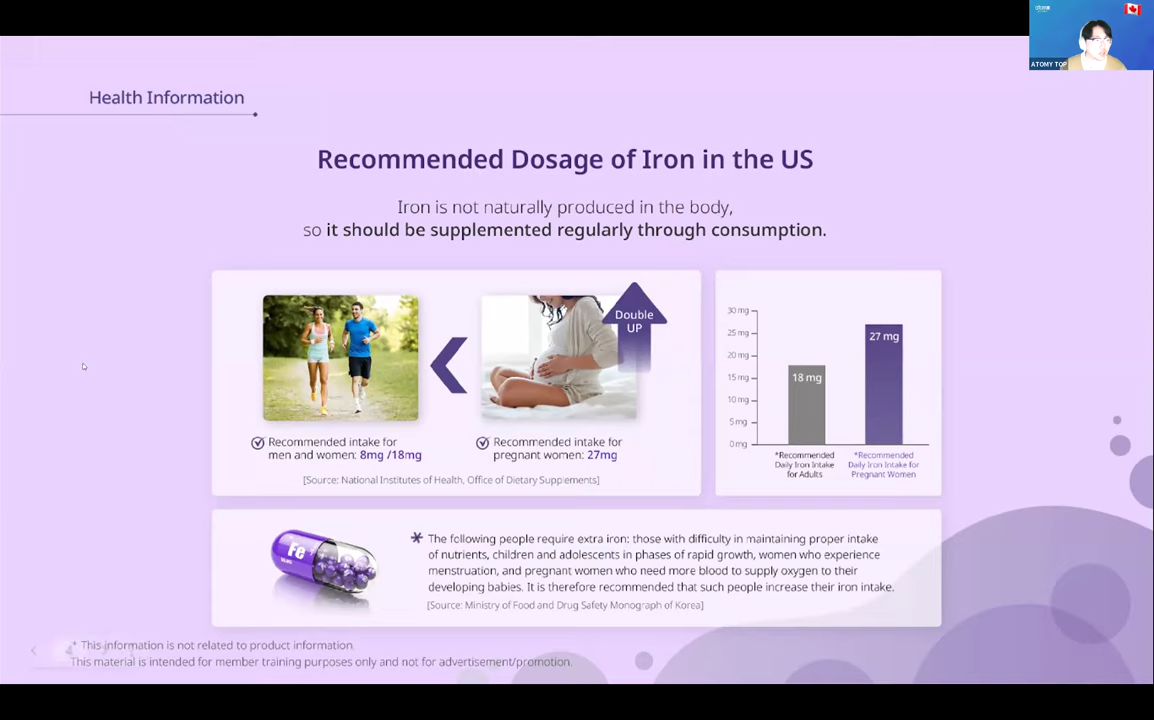 ATOMY TOP
Health Information
Recommended Dosage of Iron in the US
Iron is not naturally produced in the body,
so it should be supplemented regularly through consumption.
Double
UP
Recommended intake for
men and women: 8mg /18mg
Recommended intake for
pregnant women: 27mg
[Source: National Institutes of Health, Office of Dietary Supplements]
30 mg
25 mg
20 mg
15 mg
10 mg
5 mg
0 mg
18 mg
27 mg
*Recommended
Daily Iron Intake
for Adults
*Recommended
Daily Iron Intake for
Pregnant Women
Fe
* The following people require extra iron: those with difficulty in maintaining proper intake
of nutrients, children and adolescents in phases of rapid growth, women who experience
menstruation, and pregnant women who need more blood to supply oxygen to their
developing babies. It is therefore recommended that such people increase their iron intake.
[Source: Ministry of Food and Drug Safety Monograph of Korea]
* This information is not related to product information.
This material is intended for member training purposes only and not for advertisement/promotion.